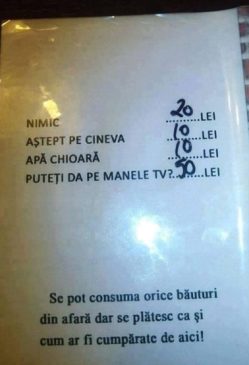 NIMIC ..20....LEI
AȘTEPT PE CINEVA ..10....LEI
APĂ CHIOARĂ ..10....LEI
PUTEȚI DA PE MANELE TV?..50....LEI
Se pot consuma orice băuturi
din afară dar se plătesc ca și
cum ar fi cumpărate de aici!